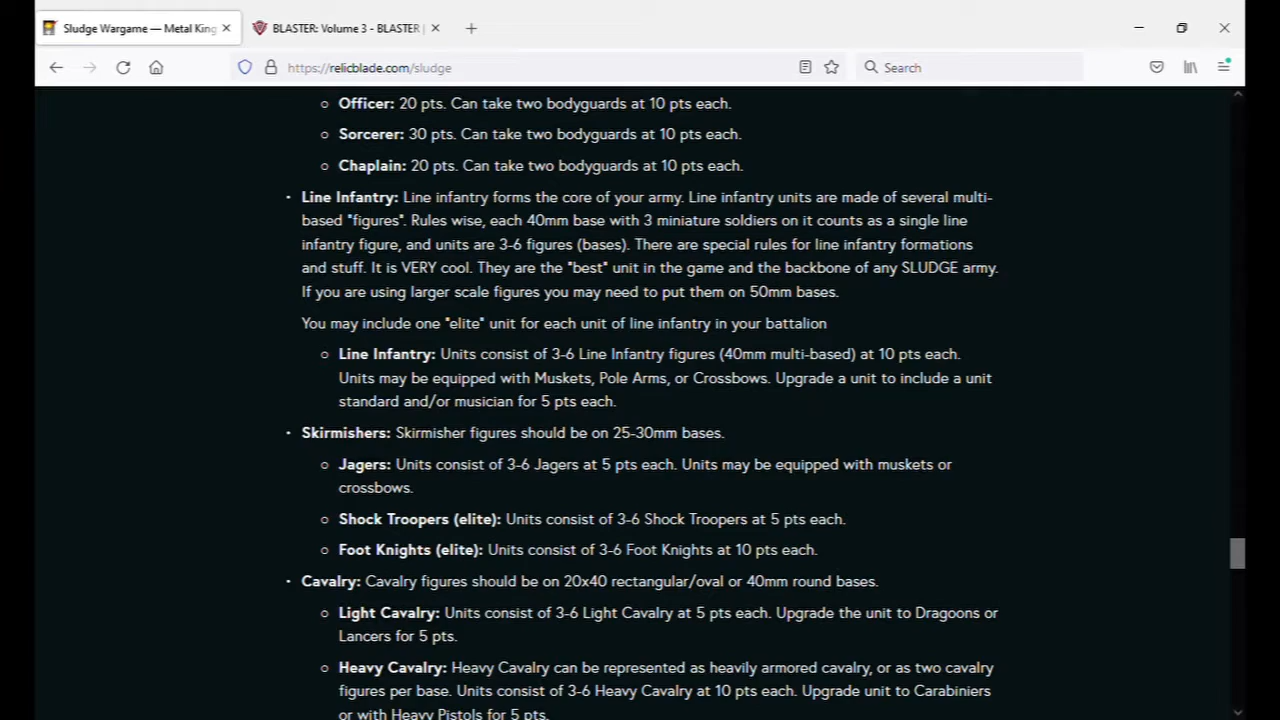 Sludge Wargame — Metal King
BLASTER: Volume 3 - BLASTER |
https://relicblade.com/sludge
Search
Officer: 20 pts. Can take two bodyguards at 10 pts each.
Sorcerer: 30 pts. Can take two bodyguards at 10 pts each.
Chaplain: 20 pts. Can take two bodyguards at 10 pts each.
Line Infantry: Line infantry forms the core of your army. Line infantry units are made of several multi-
based "figures". Rules wise, each 40mm base with 3 miniature soldiers on it counts as a single line
infantry figure, and units are 3-6 figures (bases). There are special rules for line infantry formations
and stuff. It is VERY cool. They are the "best" unit in the game and the backbone of any SLUDGE army.
If you are using larger scale figures you may need to put them on 50mm bases.
You may include one "elite" unit for each unit of line infantry in your battalion
Line Infantry: Units consist of 3-6 Line Infantry figures (40mm multi-based) at 10 pts each.
Units may be equipped with Muskets, Pole Arms, or Crossbows. Upgrade a unit to include a unit
standard and/or musician for 5 pts each.
Skirmishers: Skirmisher figures should be on 25-30mm bases.
Jagers: Units consist of 3-6 Jagers at 5 pts each. Units may be equipped with muskets or
crossbows.
Shock Troopers (elite): Units consist of 3-6 Shock Troopers at 5 pts each.
Foot Knights (elite): Units consist of 3-6 Foot Knights at 10 pts each.
Cavalry: Cavalry figures should be on 20x40 rectangular/oval or 40mm round bases.
Light Cavalry: Units consist of 3-6 Light Cavalry at 5 pts each. Upgrade the unit to Dragoons or
Lancers for 5 pts.
Heavy Cavalry: Heavy Cavalry can be represented as heavily armored cavalry, or as two cavalry
figures per base. Units consist of 3-6 Heavy Cavalry at 10 pts each. Upgrade unit to Carabiniers
or with Heavy Pistols for 5 pts.